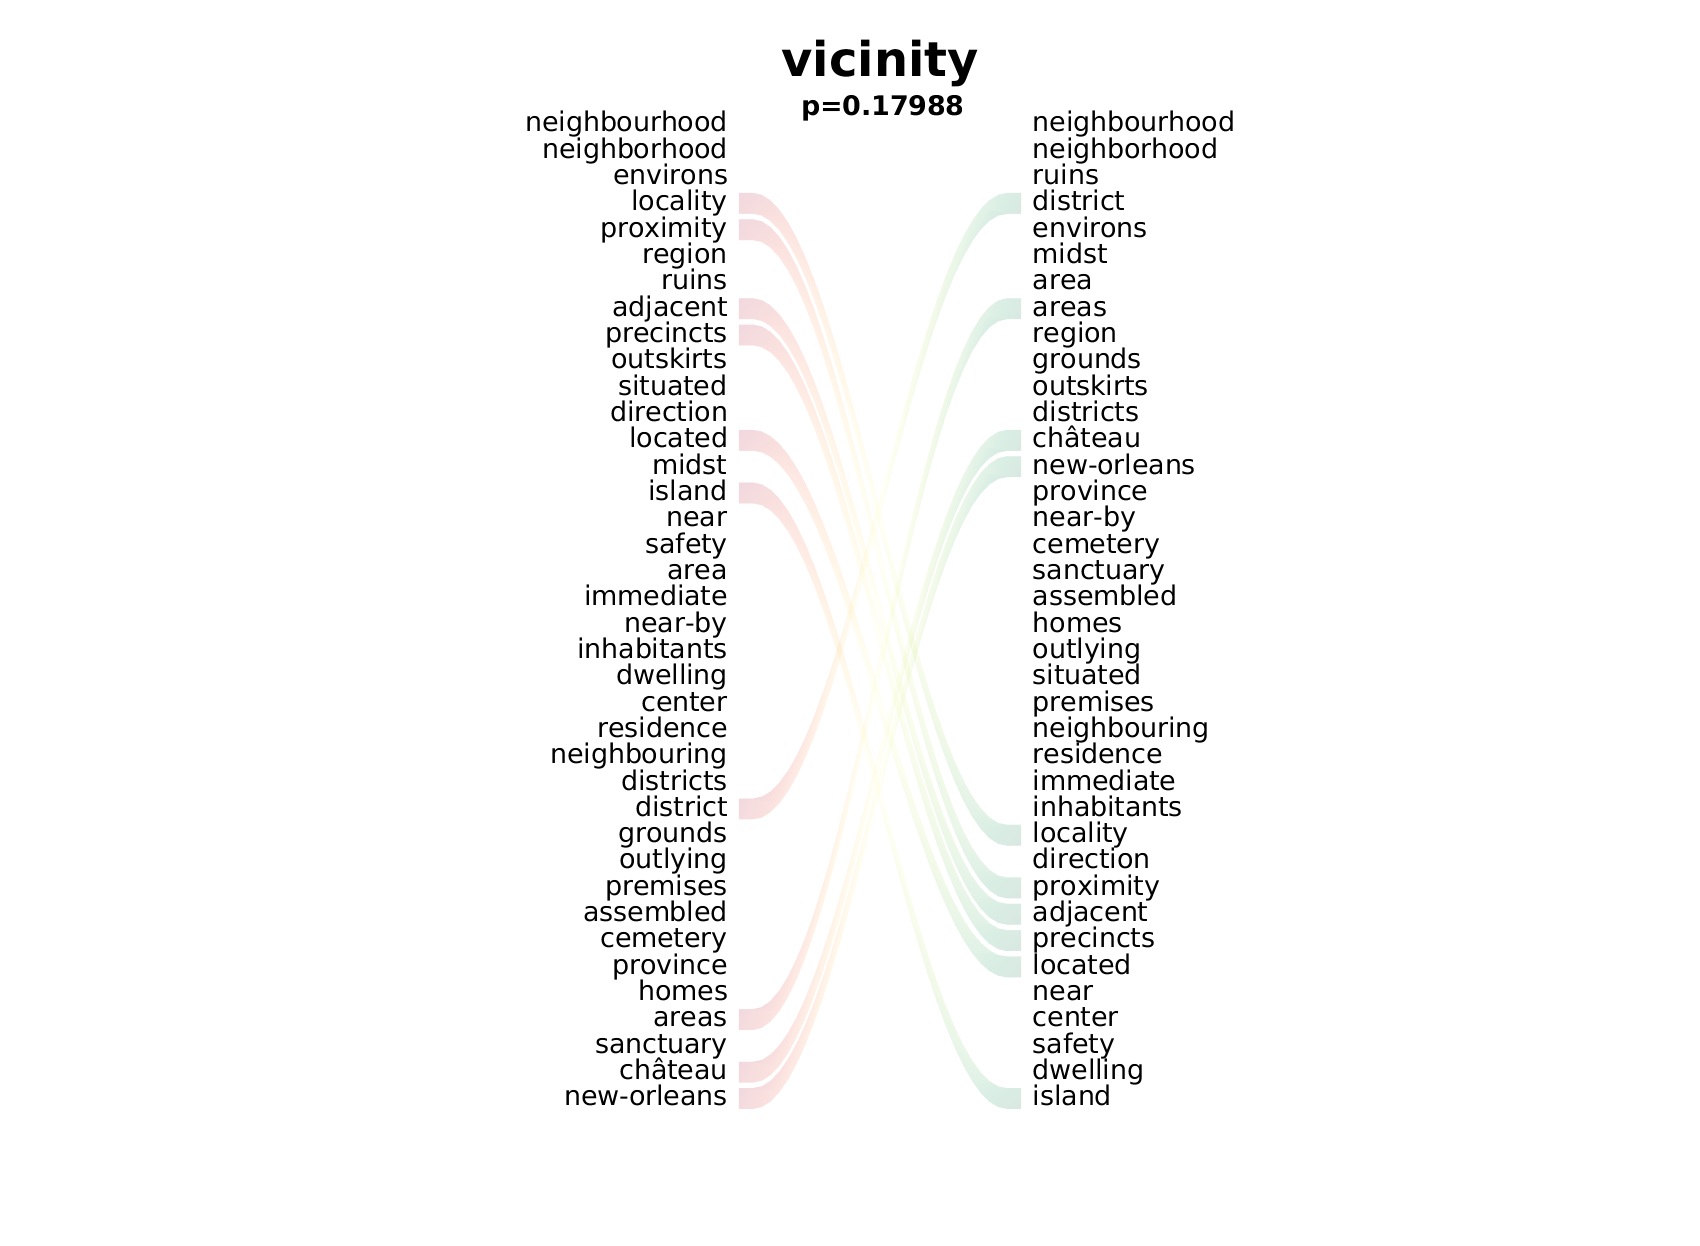 vicinity
p=0.17988
neighbourhood neighbourhood
neighborhood neighborhood
environs ruins
locality district
proximity environs
region midst
ruins area
adjacent areas
precincts region
outskirts grounds
situated outskirts
direction districts
located château
midst new-orleans
island province
near near-by
safety cemetery
area sanctuary
immediate assembled
near-by homes
inhabitants outlying
dwelling situated
center premises
residence neighbouring
neighbouring residence
districts immediate
district inhabitants
grounds locality
outlying direction
premises proximity
assembled adjacent
cemetery precincts
province located
homes near
areas center
sanctuary safety
château dwelling
new-orleans island